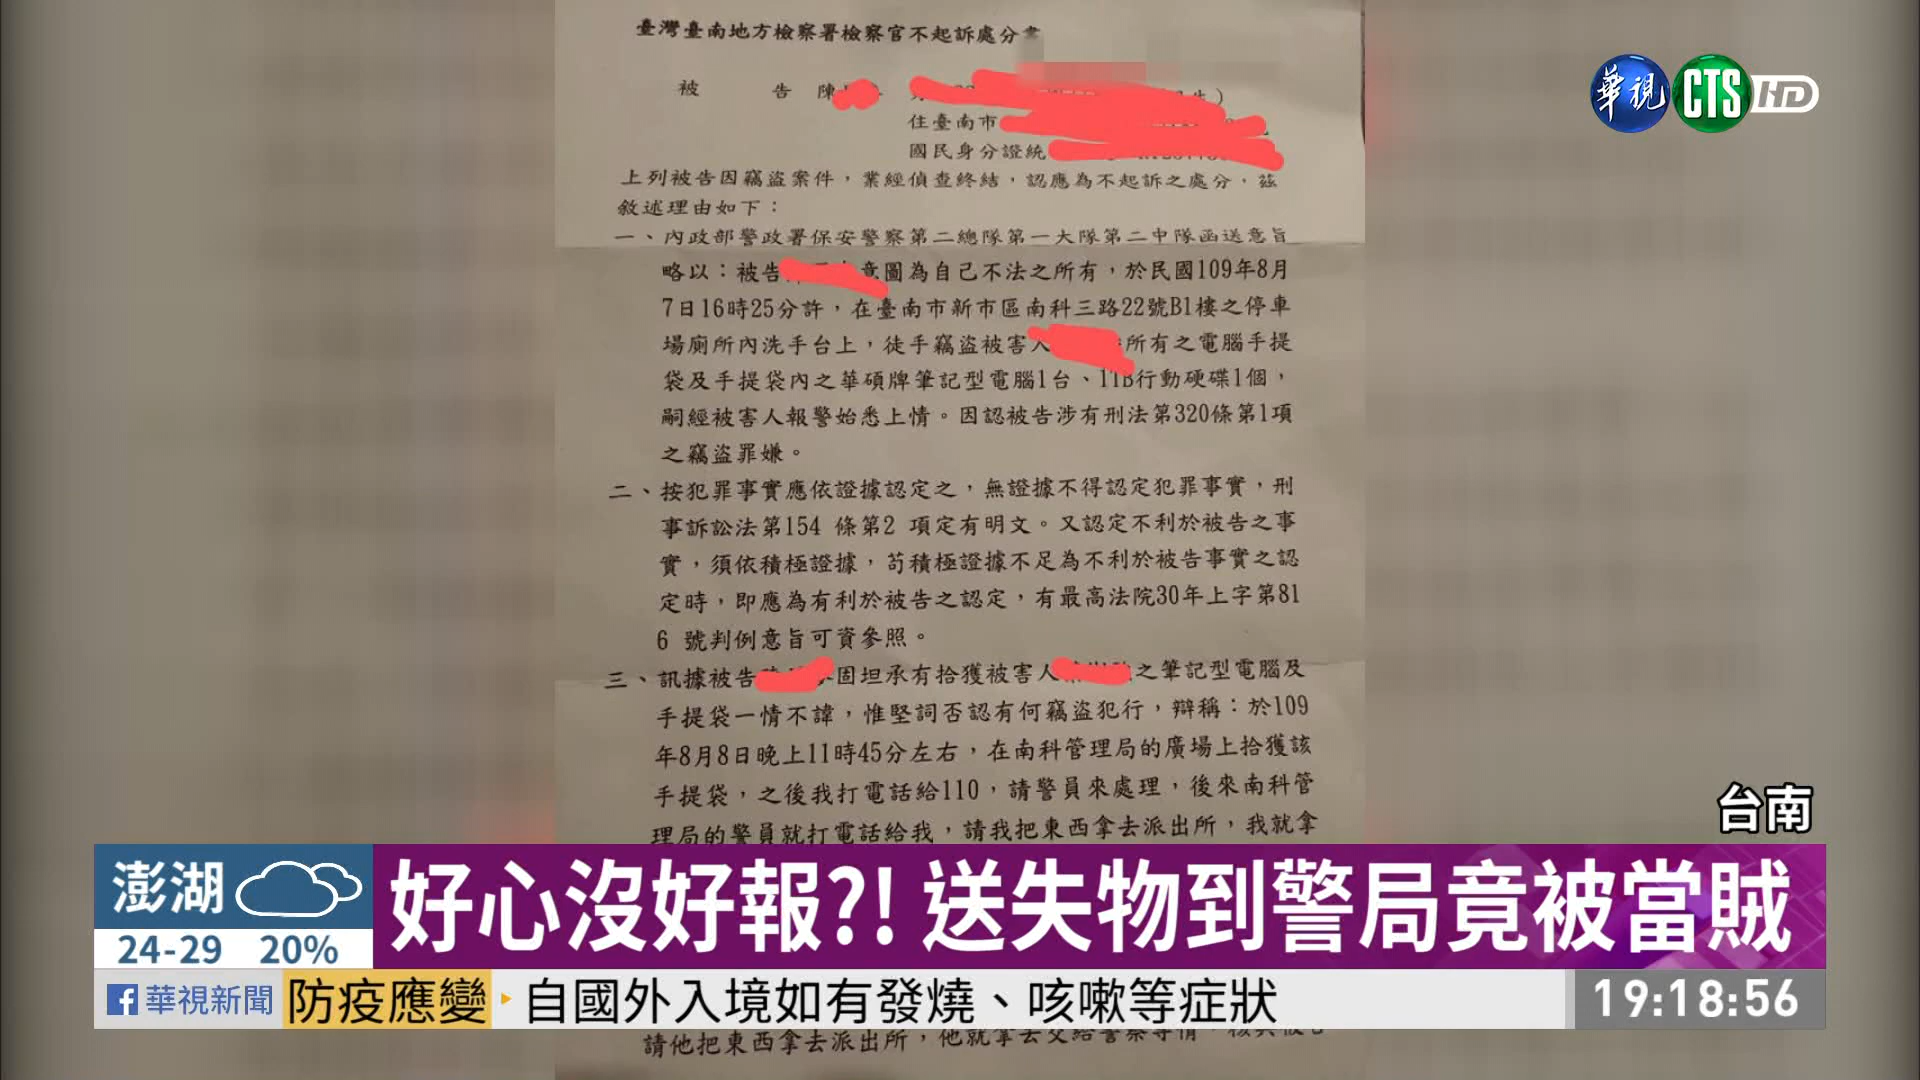 臺灣臺南地方檢察署檢察官不起訴處分書
華視 CTS HD
被 告 陳
住臺南市
國民身分證統
上列被告因竊盜案件，業經偵查終結，認應為不起訴之處分，茲
敘述理由如下：
一、內政部警政署保安警察第二總隊第一大隊第二中隊函送意旨
略以：被告 意圖為自己不法之所有，於民國109年8月
7日16時25分許，在臺南市新市區南科三路22號B1樓之停車
場廁所內洗手台上，徒手竊盜被害人 所有之電腦手提
袋及手提袋內之華碩牌筆記型電腦1台、1TB行動硬碟1個，
嗣經被害人報警始悉上情。因認被告涉有刑法第320條第1項
之竊盜罪嫌。
二、按犯罪事實應依證據認定之，無證據不得認定犯罪事實，刑
事訴訟法第154 條第2 項定有明文。又認定不利於被告之事
實，須依積極證據，苟積極證據不足為不利於被告事實之認
定時，即應為有利於被告之認定，有最高法院30年上字第81
6 號判例意旨可資參照。
三、訊據被告 固坦承有拾獲被害人 之筆記型電腦及
手提袋一情不諱，惟堅詞否認有何竊盜犯行，辯稱：於109
年8月8日晚上11時45分左右，在南科管理局的廣場上拾獲該
手提袋，之後我打電話給110，請警員來處理，後來南科管
理局的警員就打電話給我，請我把東西拿去派出所，我就拿
台南
澎湖
24-29 20%
好心沒好報?! 送失物到警局竟被當賊
華視新聞 防疫應變 自國外入境如有發燒、咳嗽等症狀
19:18:56
請他把東西拿去派出所，他就拿去交給警察等情，核與被